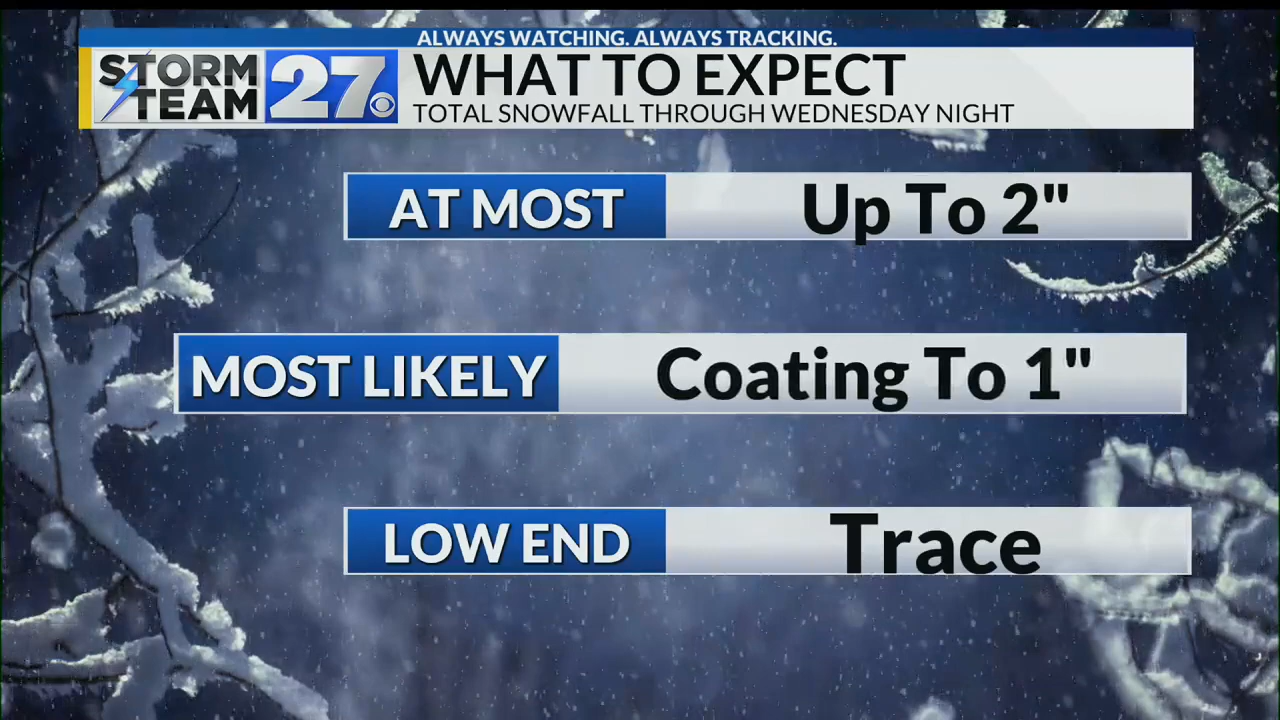 ALWAYS WATCHING. ALWAYS TRACKING.
STORM TEAM 27
WHAT TO EXPECT
TOTAL SNOWFALL THROUGH WEDNESDAY NIGHT
AT MOST Up To 2"
MOST LIKELY Coating To 1"
LOW END Trace